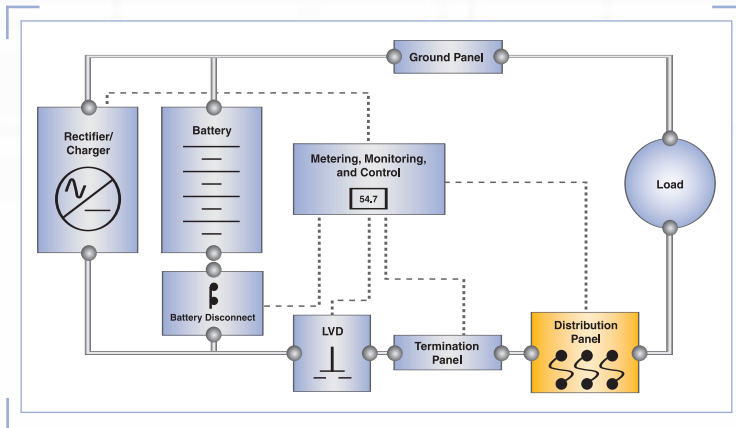 Ground Panel
Rectifier/
Charger
Battery
Metering, Monitoring,
and Control
54.7
Load
Battery Disconnect
LVD
Termination
Panel
Distribution
Panel